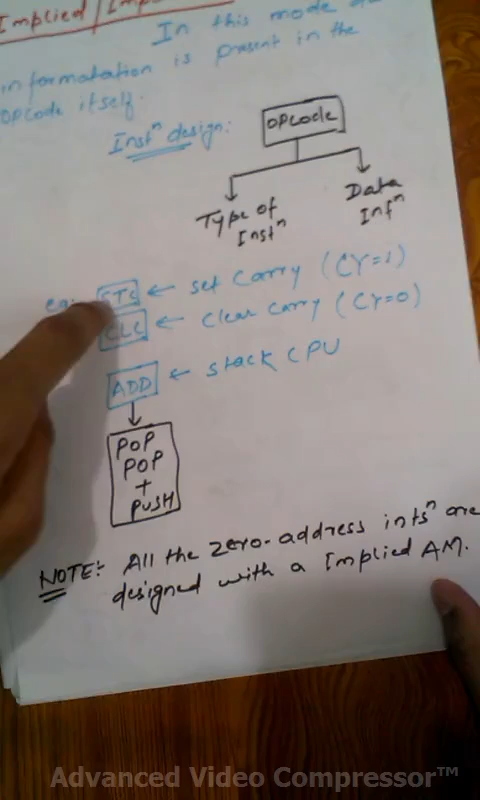 Implied /
In this mode
information is present in the
opcode itself.
Instⁿ design:
OPCode
Type of
Instⁿ
Data
Infⁿ
eg: STC ← set carry (CY=1)
CLC ← clear carry (CY=0)
ADD ← stack CPU
POP
POP
+
PUSH
NOTE:- All the zero-address intsⁿ are
designed with a Implied AM.
Advanced Video Compressor™